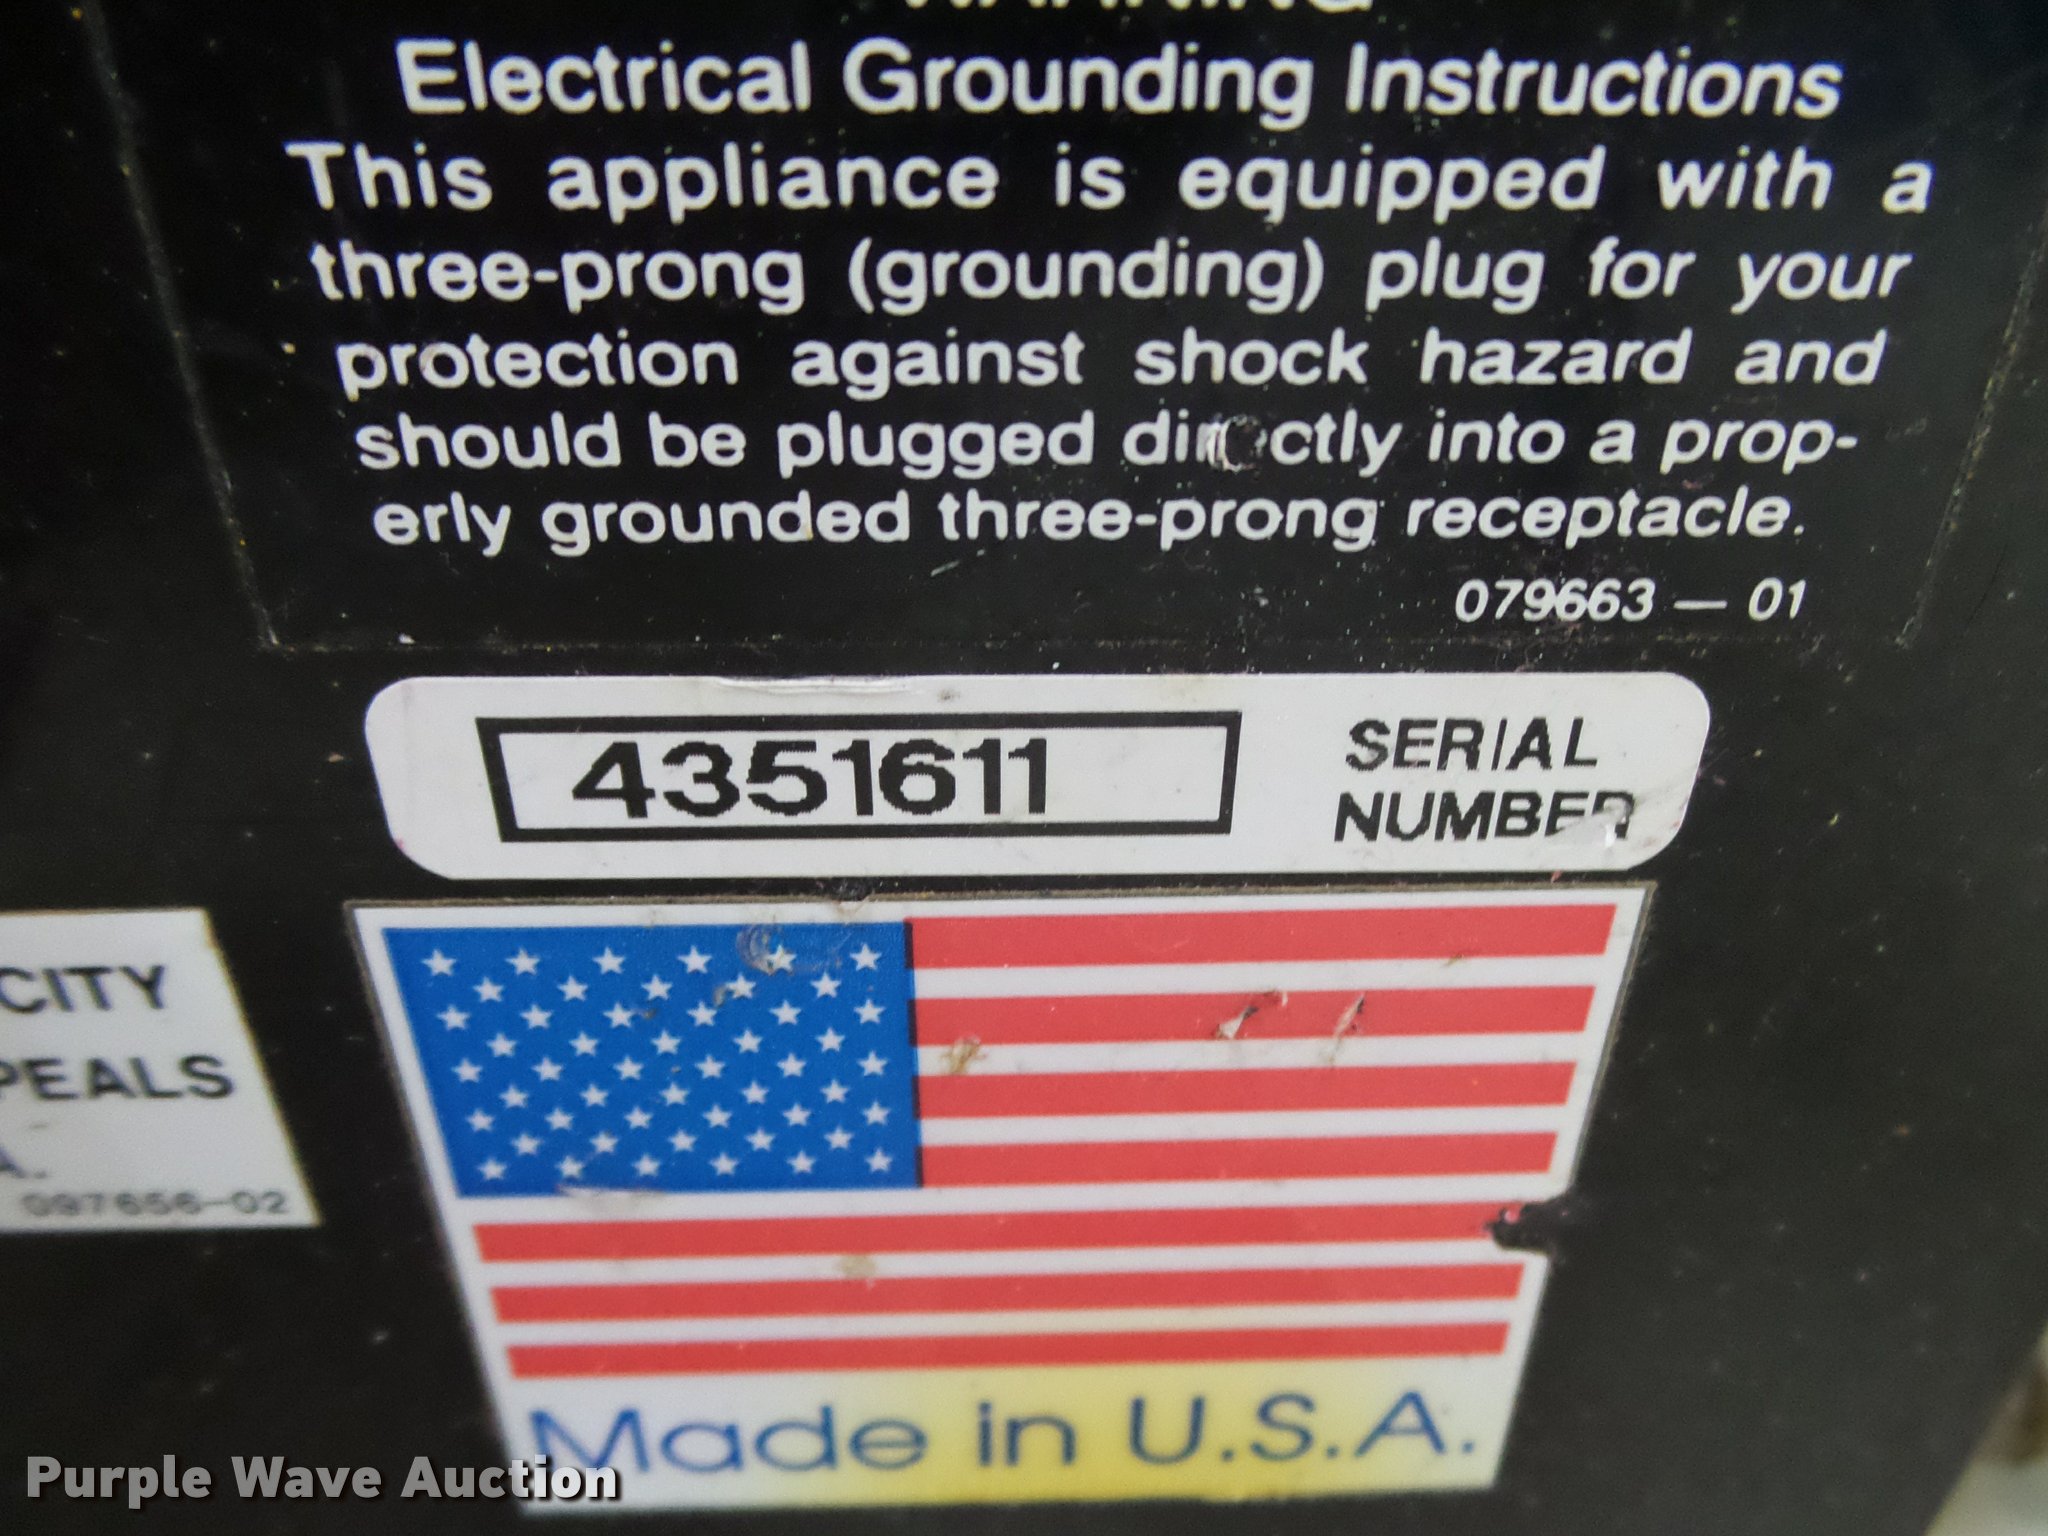 Electrical Grounding Instructions
This appliance is equipped with a
three-prong (grounding) plug for your
protection against shock hazard and
should be plugged directly into a prop-
erly grounded three-prong receptacle.
079663 — 01
4351611
SERIAL
NUMBER
CITY
PEALS
A.
097656-02
Made in U.S.A.
Purple Wave Auction